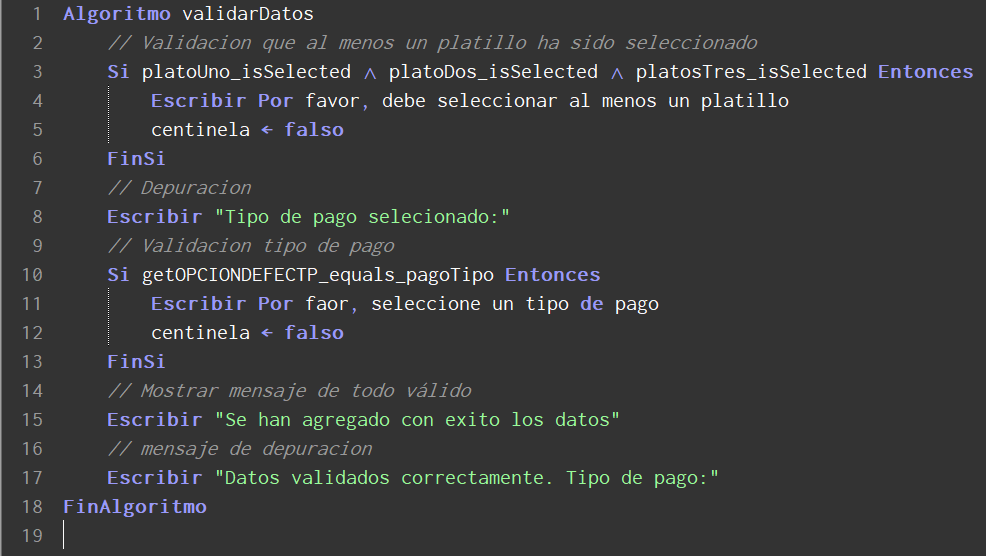 1 Algoritmo validarDatos
2 // Validacion que al menos un platillo ha sido seleccionado
3 Si platoUno_isSelected ∧ platoDos_isSelected ∧ platosTres_isSelected Entonces
4 Escribir Por favor, debe seleccionar al menos un platillo
5 centinela ← falso
6 FinSi
7 // Depuracion
8 Escribir "Tipo de pago selecionado:"
9 // Validacion tipo de pago
10 Si getOPCIONDEFECTP_equals_pagoTipo Entonces
11 Escribir Por faor, seleccione un tipo de pago
12 centinela ← falso
13 FinSi
14 // Mostrar mensaje de todo válido
15 Escribir "Se han agregado con exito los datos"
16 // mensaje de depuracion
17 Escribir "Datos validados correctamente. Tipo de pago:"
18 FinAlgoritmo
19